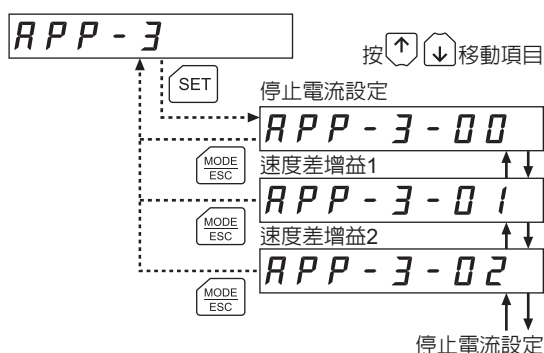 APP-3
按↑↓移動項目
SET
停止電流設定
APP-3-00
MODE
ESC
速度差增益1
APP-3-01
MODE
ESC
速度差增益2
APP-3-02
MODE
ESC
停止電流設定